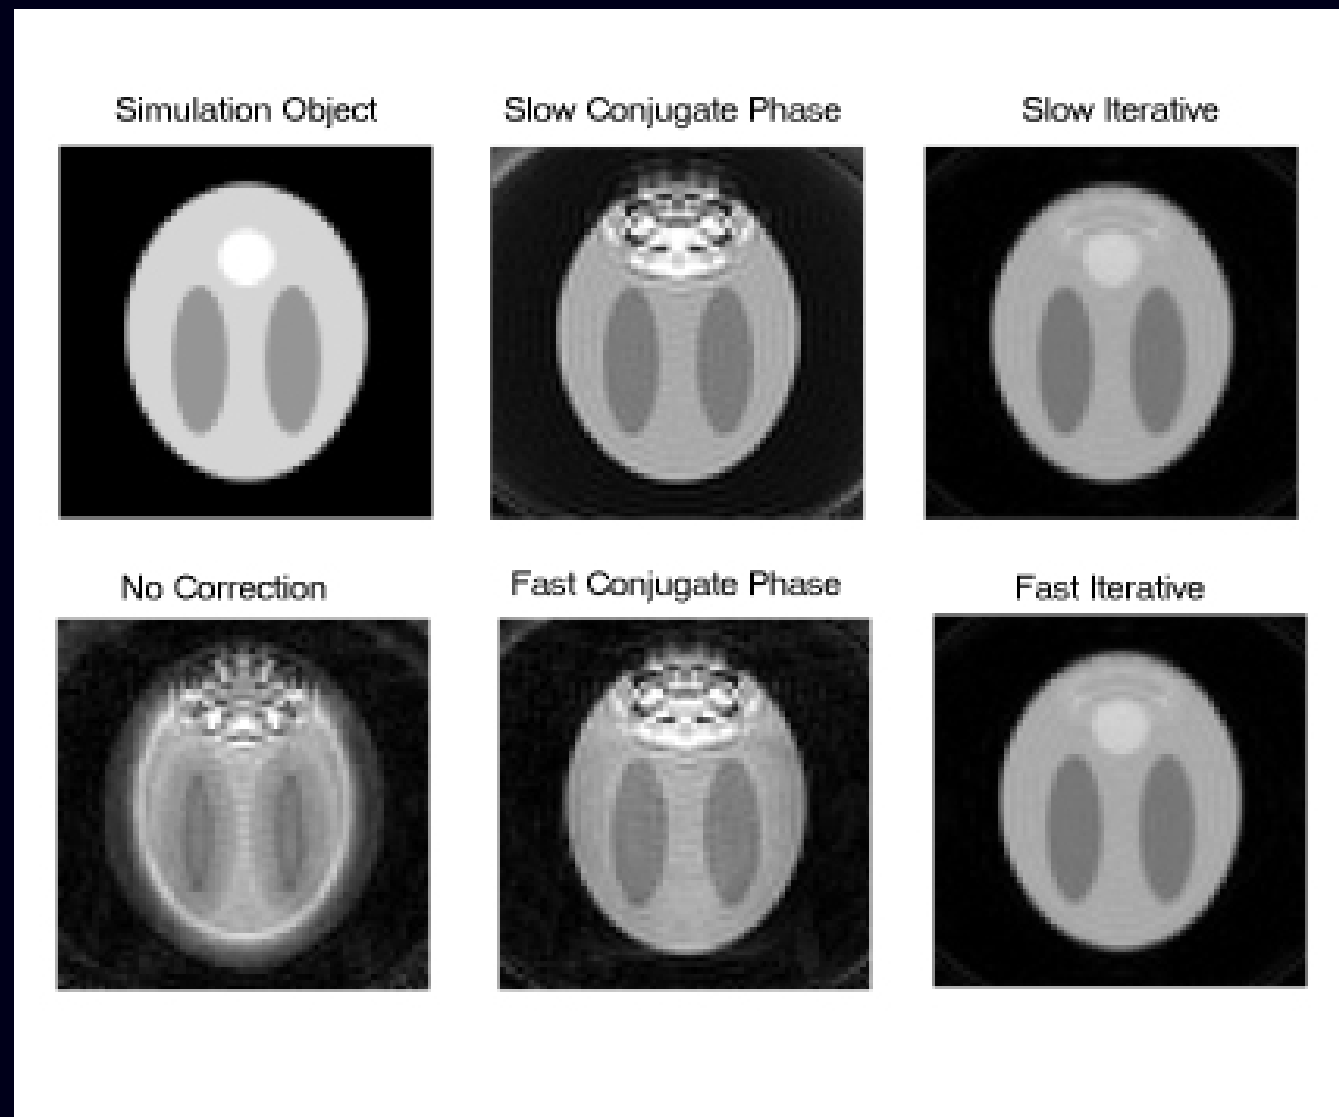 Simulation Object
Slow Conjugate Phase
Slow Iterative
No Correction
Fast Conjugate Phase
Fast Iterative